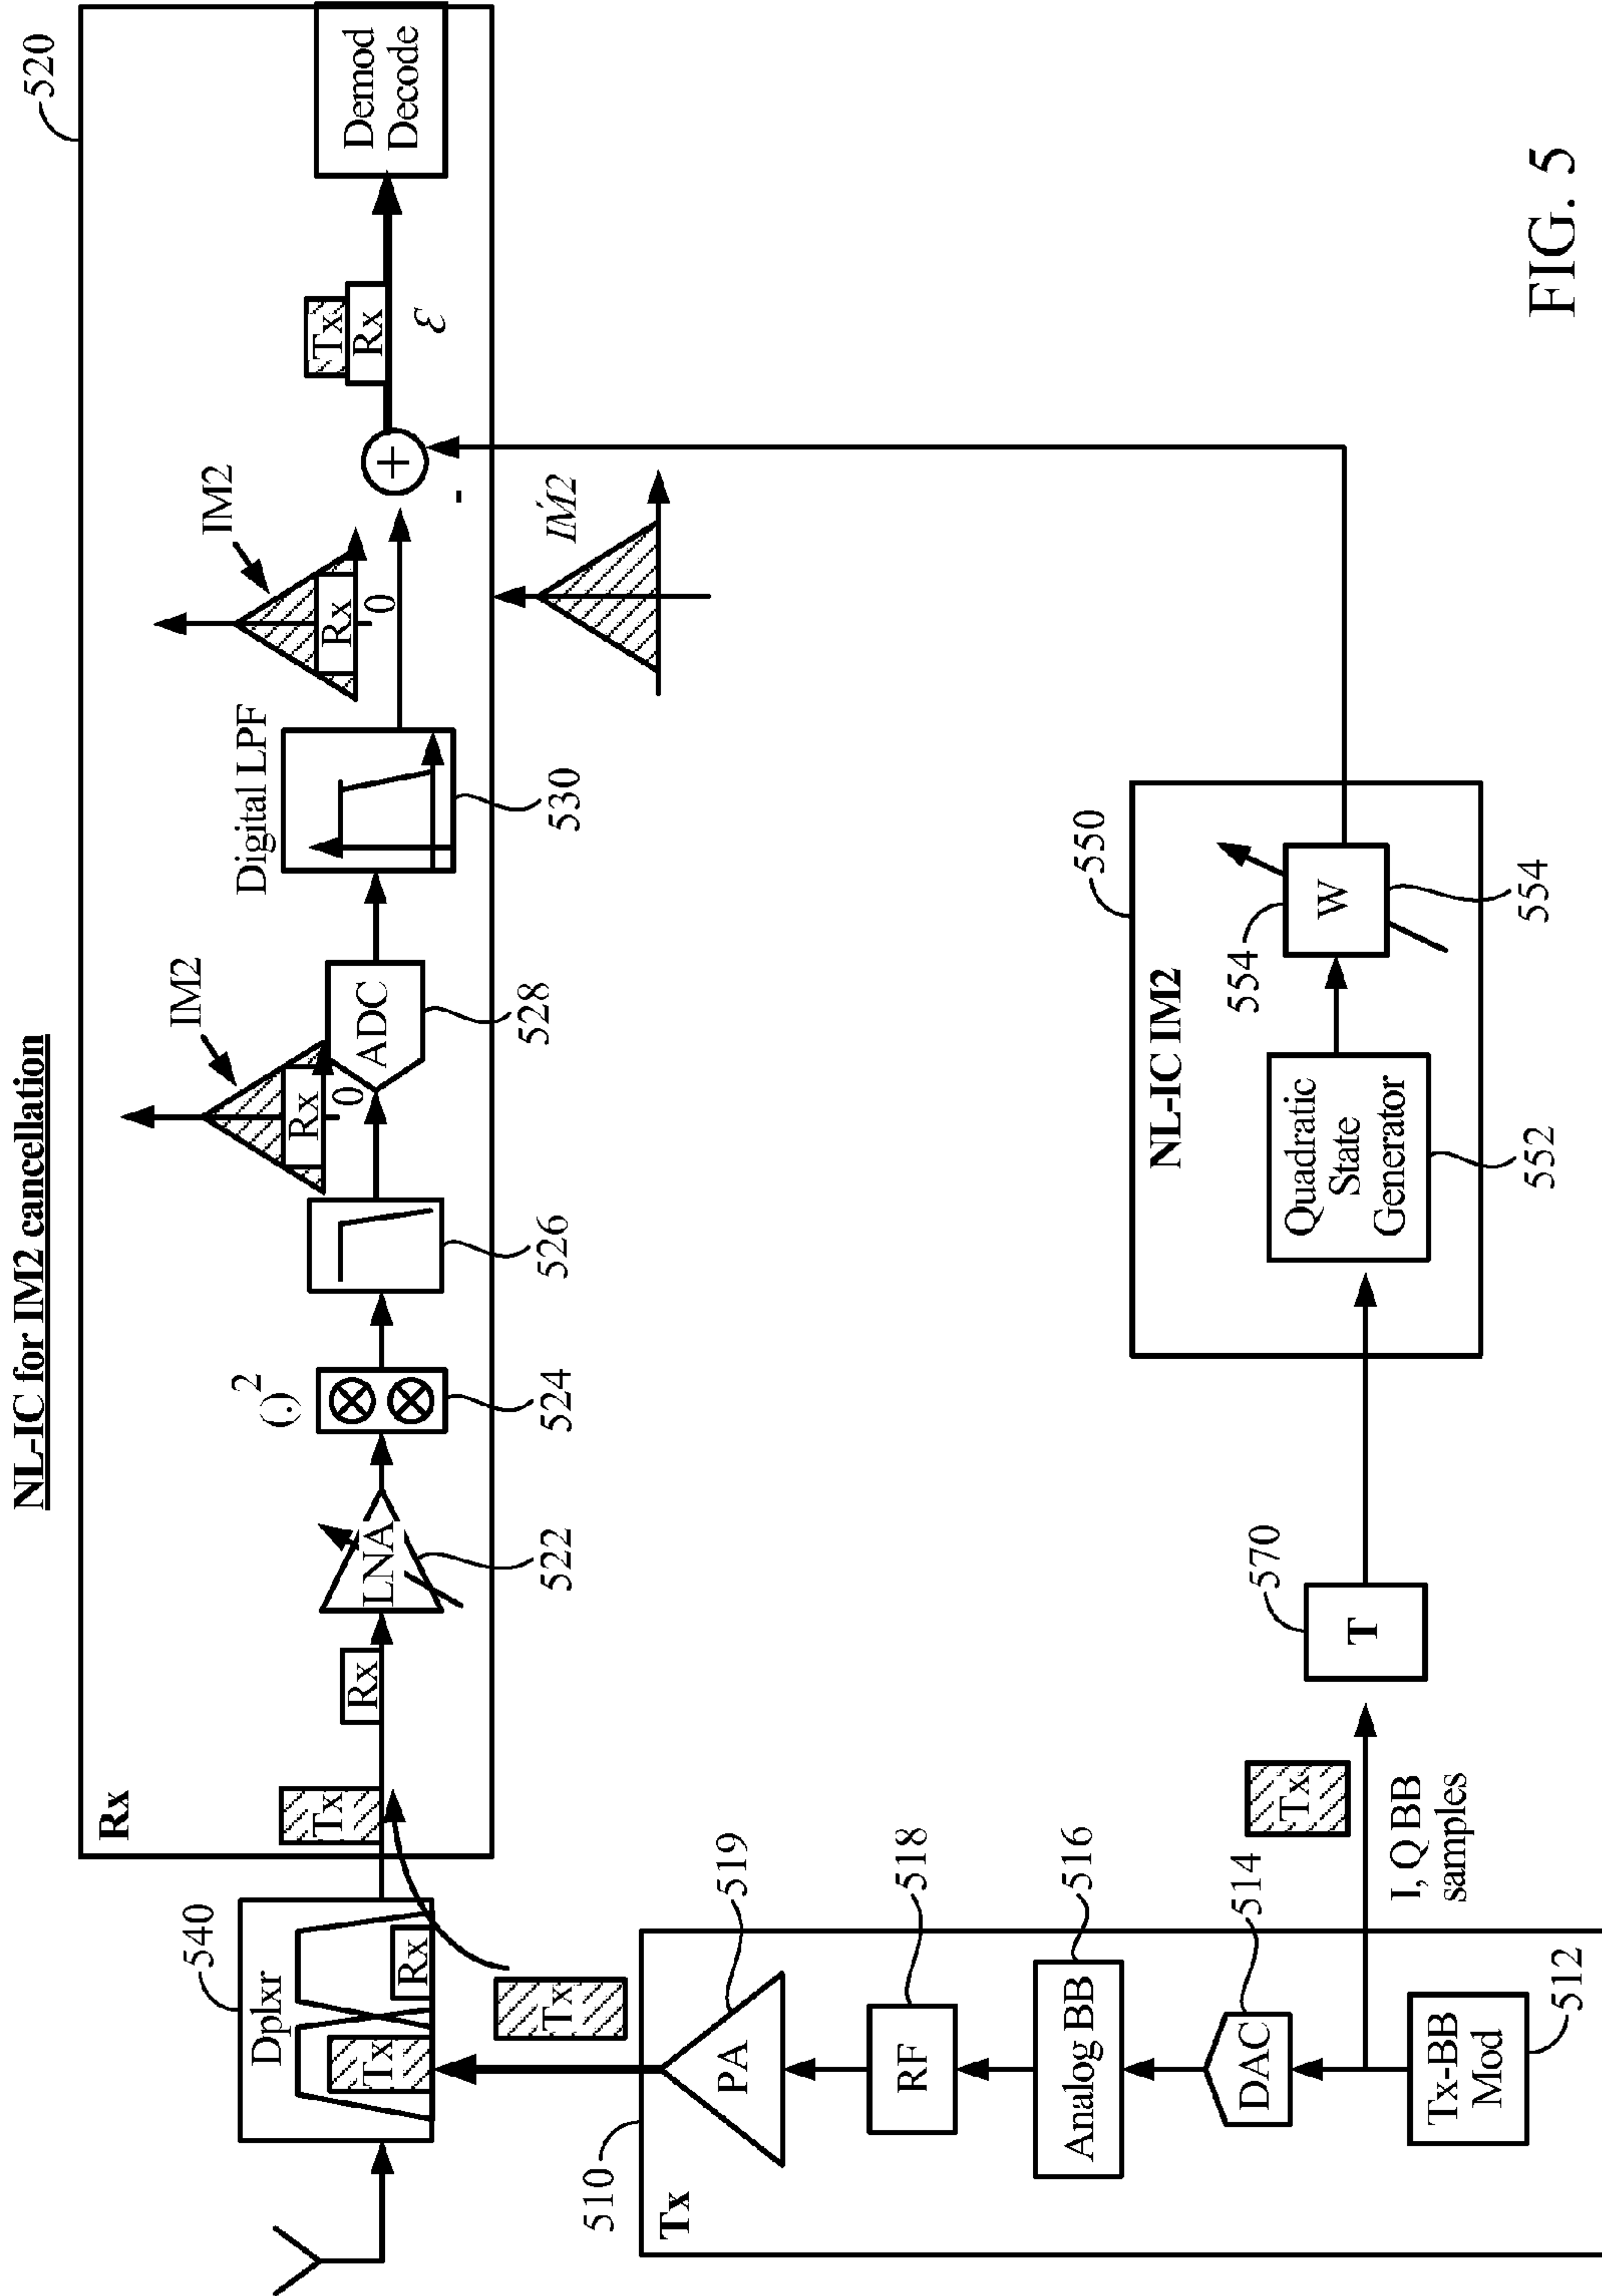 NL-IC for IM2 cancellation
520
Rx
Tx
Rx
LNA
522
(.)²
524
526
IM2
Rx
0
ADC
528
Digital LPF
530
IM2
Rx
0
+
-
Tx
Rx
ε
Demod
Decode
IḾ2
540
Dplxr
Tx
Rx
Tx
510
Tx
PA
519
RF
518
Analog BB
516
DAC
514
Tx-BB
Mod
512
Tx
I, Q BB
samples
T
570
550
NL-IC IM2
Quadratic
State
Generator
552
554
W
554
FIG. 5